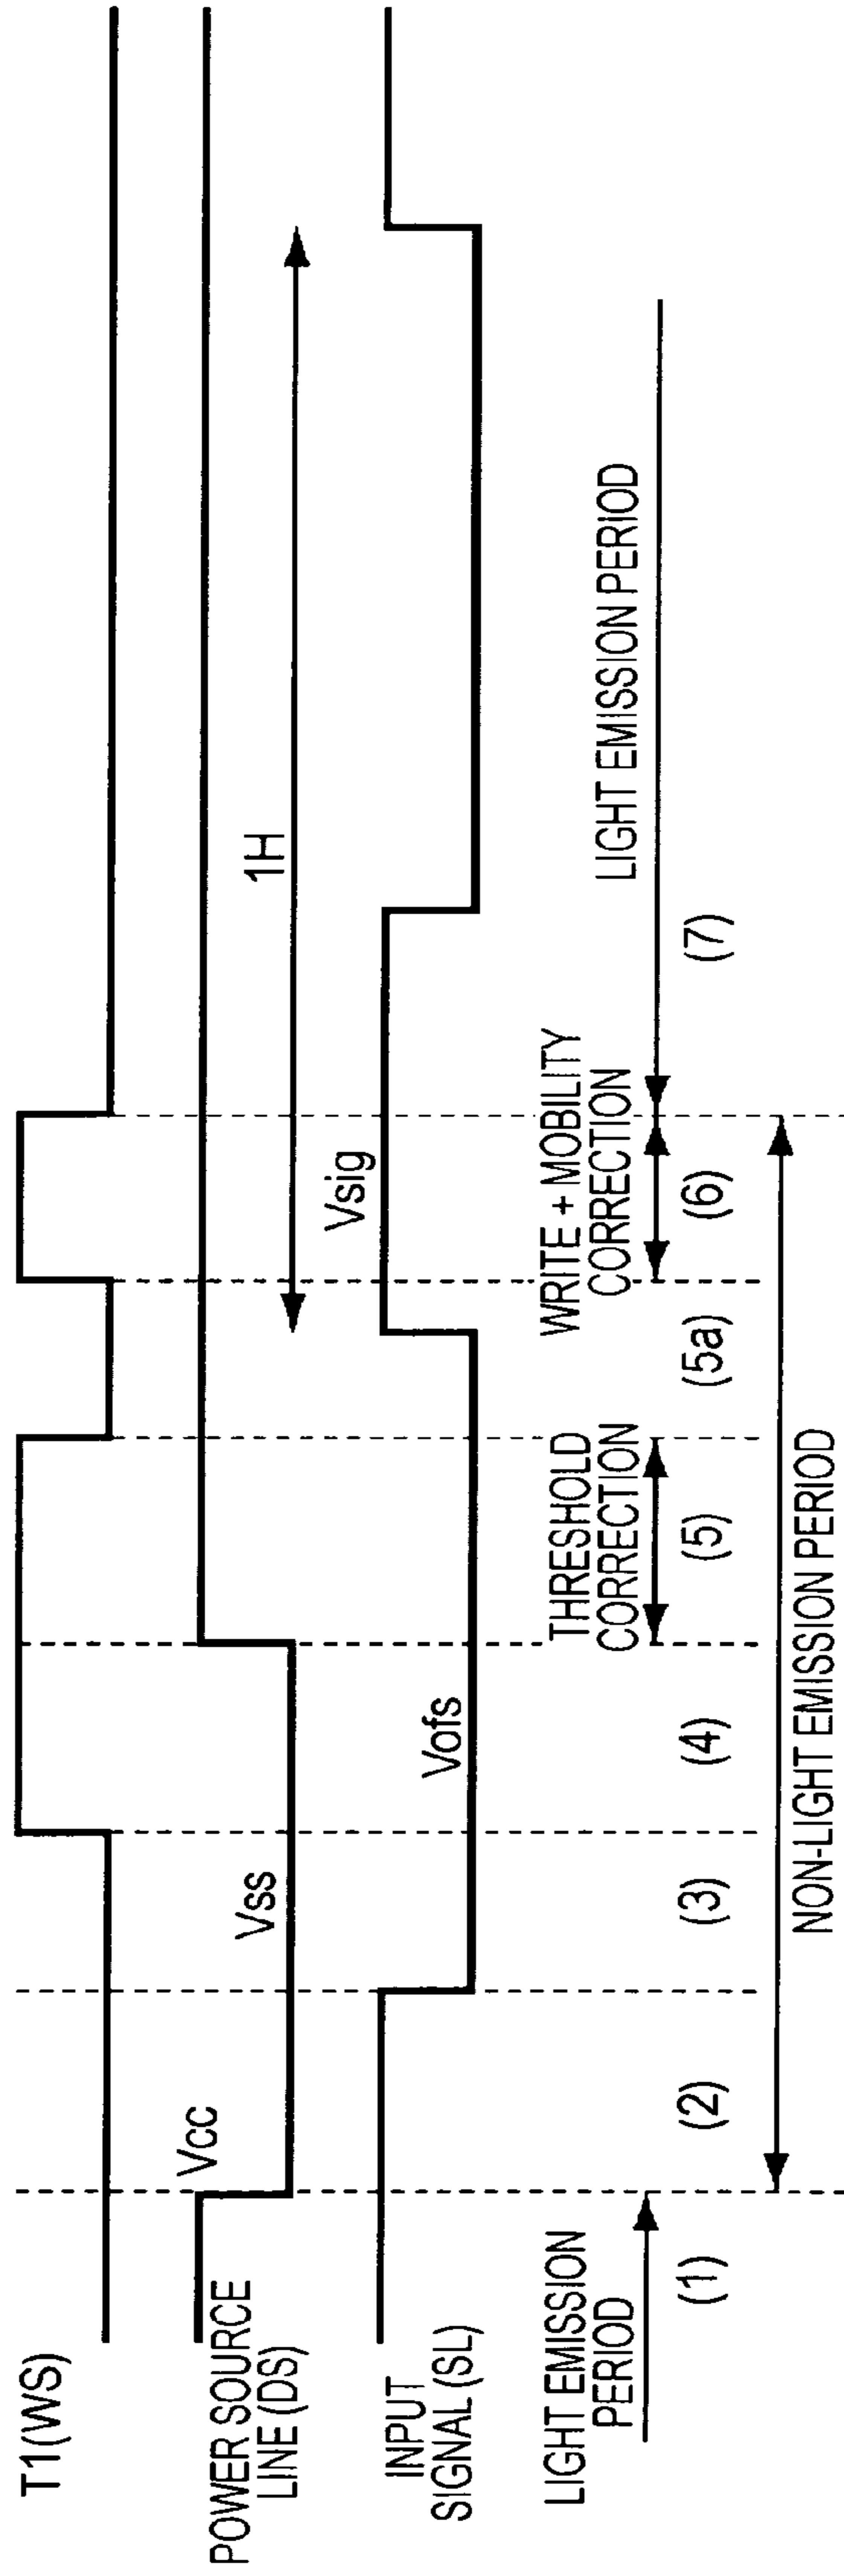 T1(WS)
POWER SOURCE
LINE (DS)
Vcc
Vss
1H
INPUT
SIGNAL (SL)
Vofs
Vsig
LIGHT EMISSION
PERIOD
THRESHOLD
CORRECTION
WRITE + MOBILITY
CORRECTION
LIGHT EMISSION PERIOD
(1)
(2)
(3)
(4)
(5)
(5a)
(6)
(7)
NON-LIGHT EMISSION PERIOD